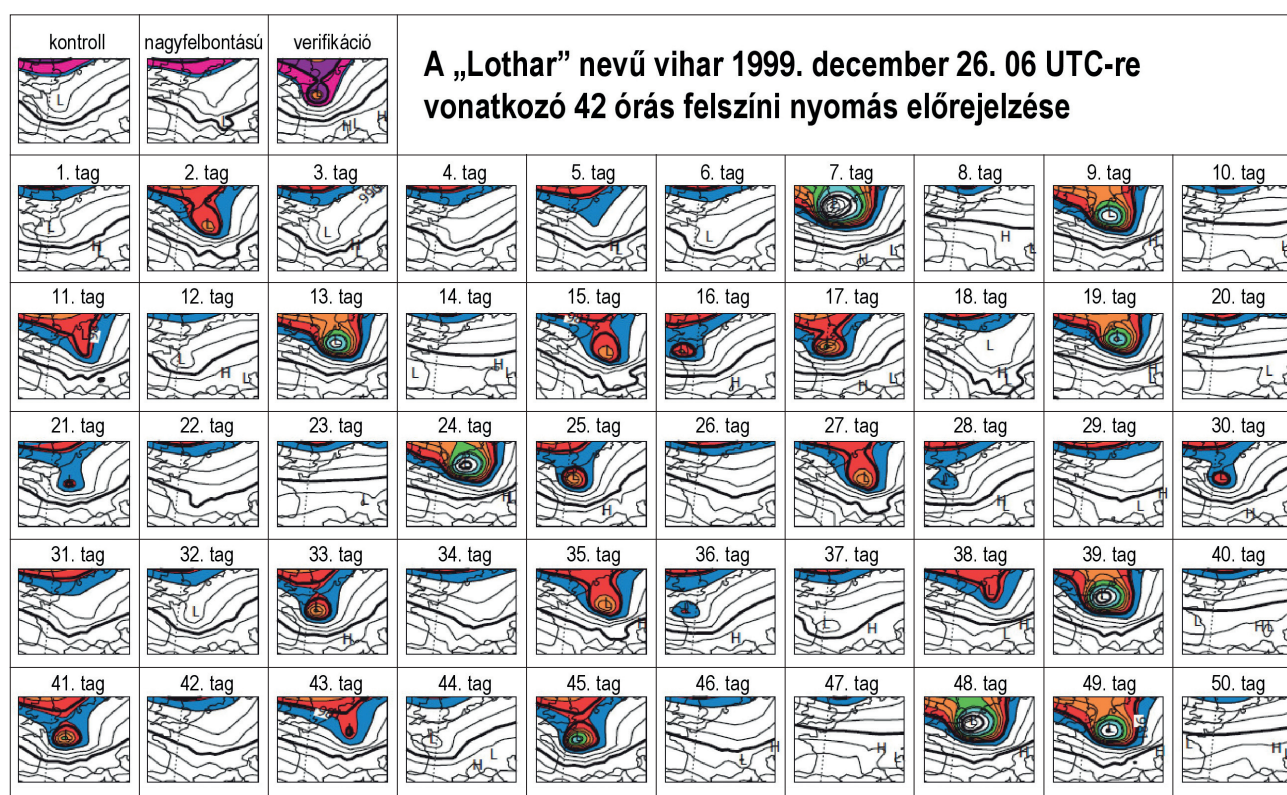 kontroll nagyfelbontású verifikáció
A „Lothar” nevű vihar 1999. december 26. 06 UTC-re
vonatkozó 42 órás felszíni nyomás előrejelzése
1. tag 2. tag 3. tag 4. tag 5. tag 6. tag 7. tag 8. tag 9. tag 10. tag
11. tag 12. tag 13. tag 14. tag 15. tag 16. tag 17. tag 18. tag 19. tag 20. tag
21. tag 22. tag 23. tag 24. tag 25. tag 26. tag 27. tag 28. tag 29. tag 30. tag
31. tag 32. tag 33. tag 34. tag 35. tag 36. tag 37. tag 38. tag 39. tag 40. tag
41. tag 42. tag 43. tag 44. tag 45. tag 46. tag 47. tag 48. tag 49. tag 50. tag